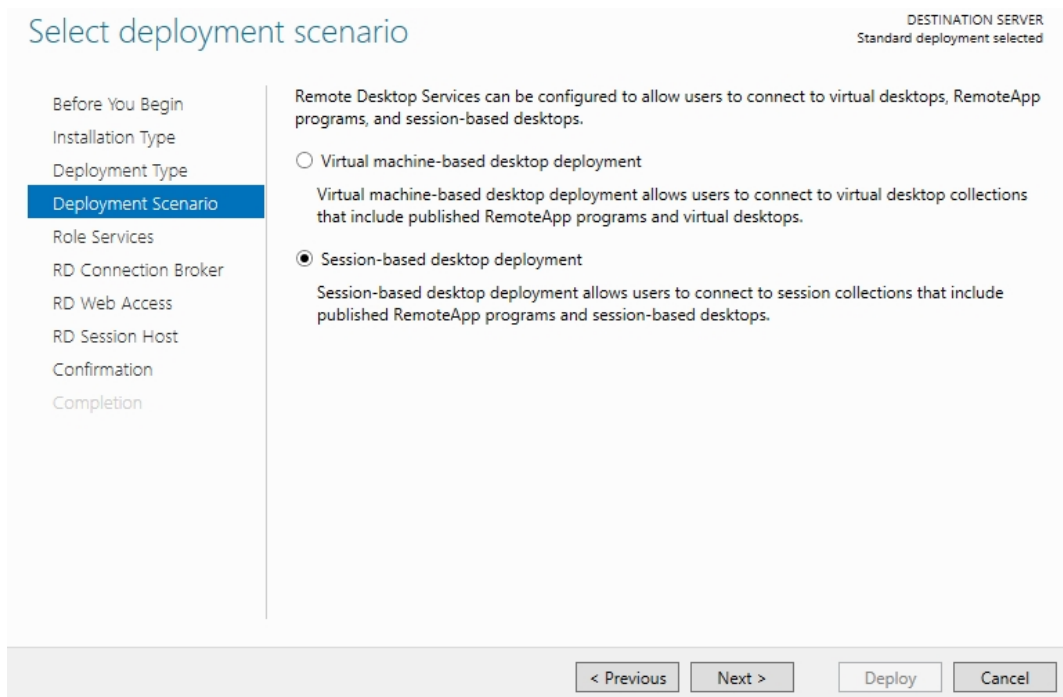 Select deployment scenario
DESTINATION SERVER
Standard deployment selected
Before You Begin
Installation Type
Deployment Type
Deployment Scenario
Role Services
RD Connection Broker
RD Web Access
RD Session Host
Confirmation
Completion
Remote Desktop Services can be configured to allow users to connect to virtual desktops, RemoteApp
programs, and session-based desktops.
Virtual machine-based desktop deployment
Virtual machine-based desktop deployment allows users to connect to virtual desktop collections
that include published RemoteApp programs and virtual desktops.
Session-based desktop deployment
Session-based desktop deployment allows users to connect to session collections that include
published RemoteApp programs and session-based desktops.
< Previous
Next >
Deploy
Cancel